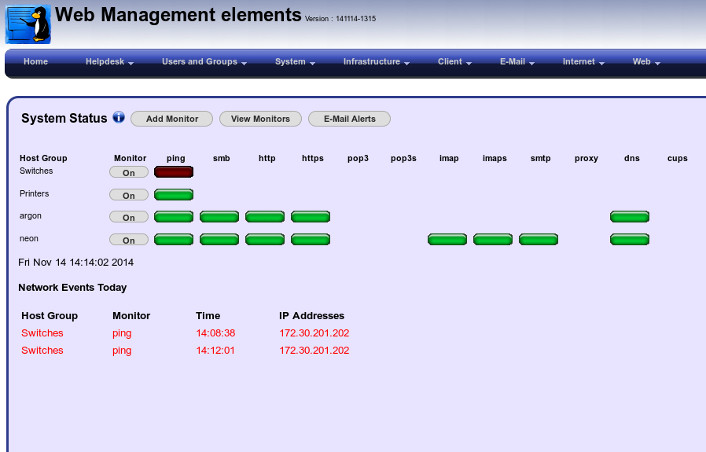 Web Management elements Version : 141114-1315
Home Helpdesk Users and Groups System Infrastructure Client E-Mail Internet Web
System Status Add Monitor View Monitors E-Mail Alerts
Host Group Monitor ping smb http https pop3 pop3s imap imaps smtp proxy dns cups
Switches On
Printers On
argon On
neon On
Fri Nov 14 14:14:02 2014
Network Events Today
Host Group Monitor Time IP Addresses
Switches ping 14:08:38 172.30.201.202
Switches ping 14:12:01 172.30.201.202